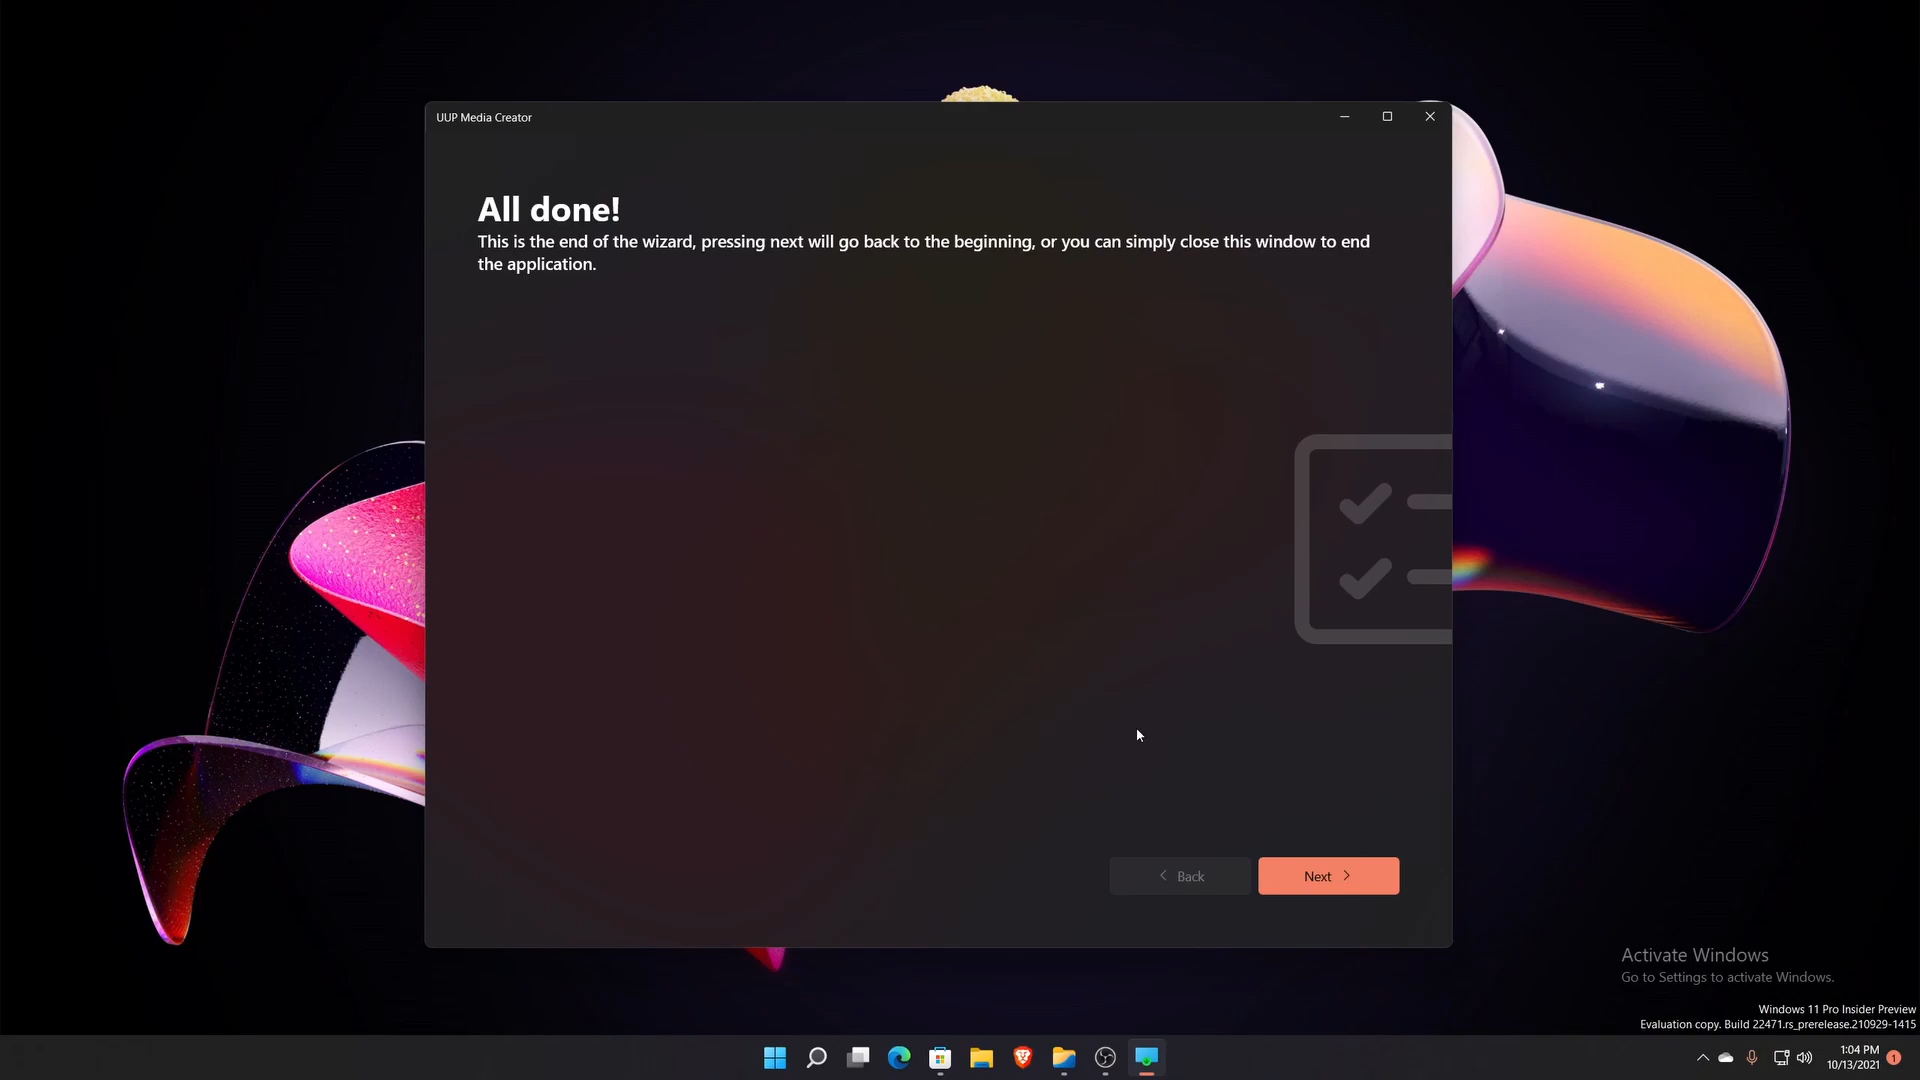 UUP Media Creator
All done!
This is the end of the wizard, pressing next will go back to the beginning, or you can simply close this window to end
the application.
Back
Next
Activate Windows
Go to Settings to activate Windows.
Windows 11 Pro Insider Preview
Evaluation copy. Build 22471.rs_prerelease.210929-1415
1:04 PM
10/13/2021
1